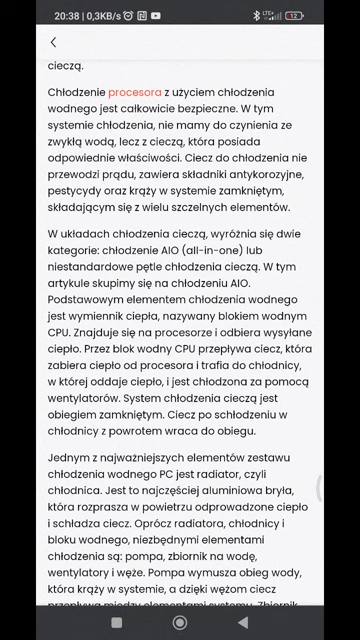 20:38 | 0,3KB/s
LTE+
12
cieczą.
Chłodzenie procesora z użyciem chłodzenia
wodnego jest całkowicie bezpieczne. W tym
systemie chłodzenia, nie mamy do czynienia ze
zwykłą wodą, lecz z cieczą, która posiada
odpowiednie właściwości. Ciecz do chłodzenia nie
przewodzi prądu, zawiera składniki antykorozyjne,
pestycydy oraz krąży w systemie zamkniętym,
składającym się z wielu szczelnych elementów.
W układach chłodzenia cieczą, wyróżnia się dwie
kategorie: chłodzenie AIO (all-in-one) lub
niestandardowe pętle chłodzenia cieczą. W tym
artykule skupimy się na chłodzeniu AIO.
Podstawowym elementem chłodzenia wodnego
jest wymiennik ciepła, nazywany blokiem wodnym
CPU. Znajduje się na procesorze i odbiera wysyłane
ciepło. Przez blok wodny CPU przepływa ciecz, która
zabiera ciepło od procesora i trafia do chłodnicy,
w której oddaje ciepło, i jest chłodzona za pomocą
wentylatorów. System chłodzenia cieczą jest
obiegiem zamkniętym. Ciecz po schłodzeniu w
chłodnicy z powrotem wraca do obiegu.
Jednym z najważniejszych elementów zestawu
chłodzenia wodnego PC jest radiator, czyli
chłodnica. Jest to najczęściej aluminiowa bryła,
która rozprasza w powietrzu odprowadzone ciepło
i schładza ciecz. Oprócz radiatora, chłodnicy i
bloku wodnego, niezbędnymi elementami
chłodzenia są: pompa, zbiornik na wodę,
wentylatory i węże. Pompa wymusza obieg wody,
która krąży w systemie, a dzięki wężom ciecz
przepływa między elementami systemu. Zbiornik